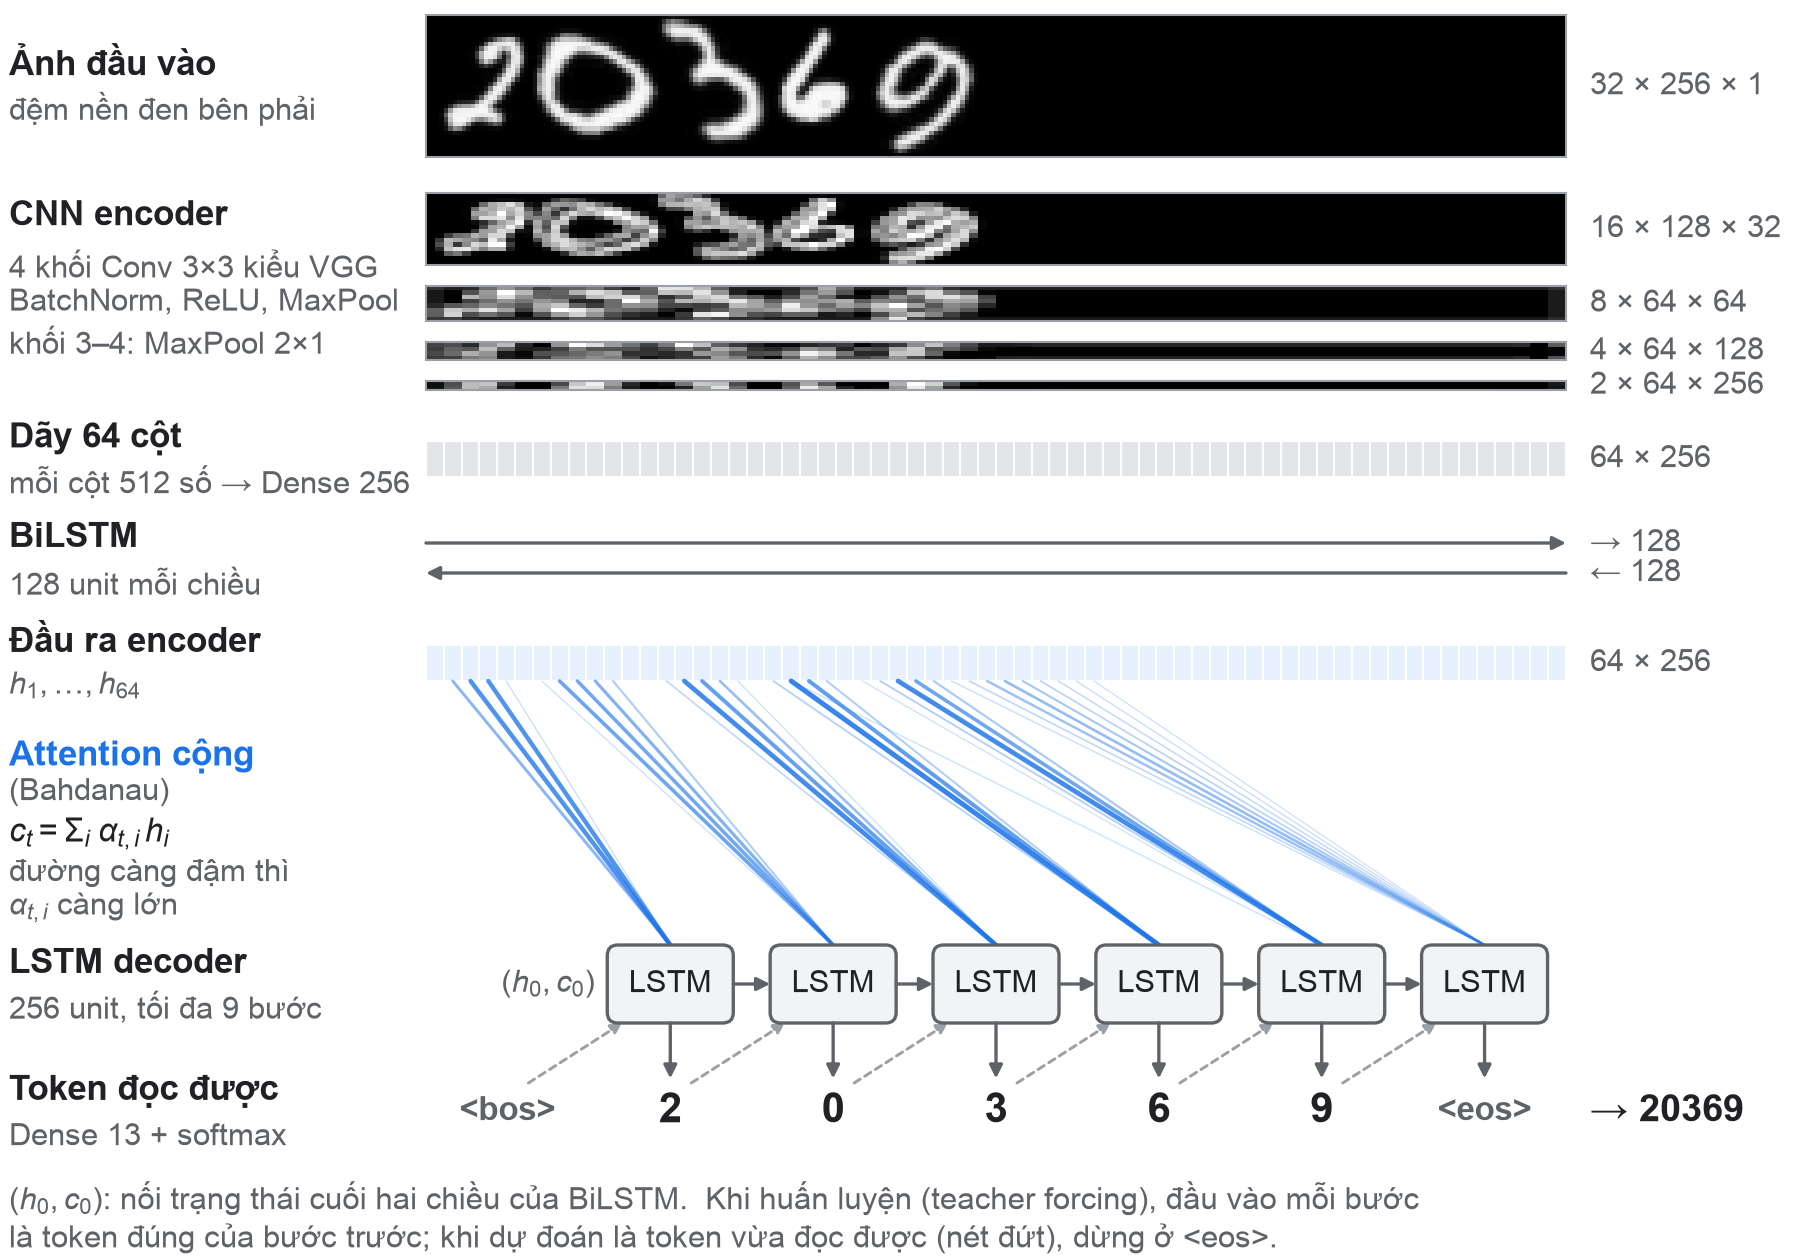 Ảnh đầu vào
đệm nền đen bên phải
20369
32 × 256 × 1
CNN encoder
4 khối Conv 3×3 kiểu VGG
BatchNorm, ReLU, MaxPool
khối 3–4: MaxPool 2×1
16 × 128 × 32
8 × 64 × 64
4 × 64 × 128
2 × 64 × 256
Dãy 64 cột
mỗi cột 512 số → Dense 256
64 × 256
BiLSTM
128 unit mỗi chiều
→ 128
← 128
Đầu ra encoder
h₁, …, h₆₄
64 × 256
Attention cộng
(Bahdanau)
c_t = Σ_i α_{t,i} h_i
đường càng đậm thì
α_{t,i} càng lớn
LSTM decoder
256 unit, tối đa 9 bước
(h₀, c₀) LSTM LSTM LSTM LSTM LSTM LSTM
Token đọc được
Dense 13 + softmax
<bos> 2 0 3 6 9 <eos> → 20369
(h₀, c₀): nối trạng thái cuối hai chiều của BiLSTM. Khi huấn luyện (teacher forcing), đầu vào mỗi bước
là token đúng của bước trước; khi dự đoán là token vừa đọc được (nét đứt), dừng ở <eos>.